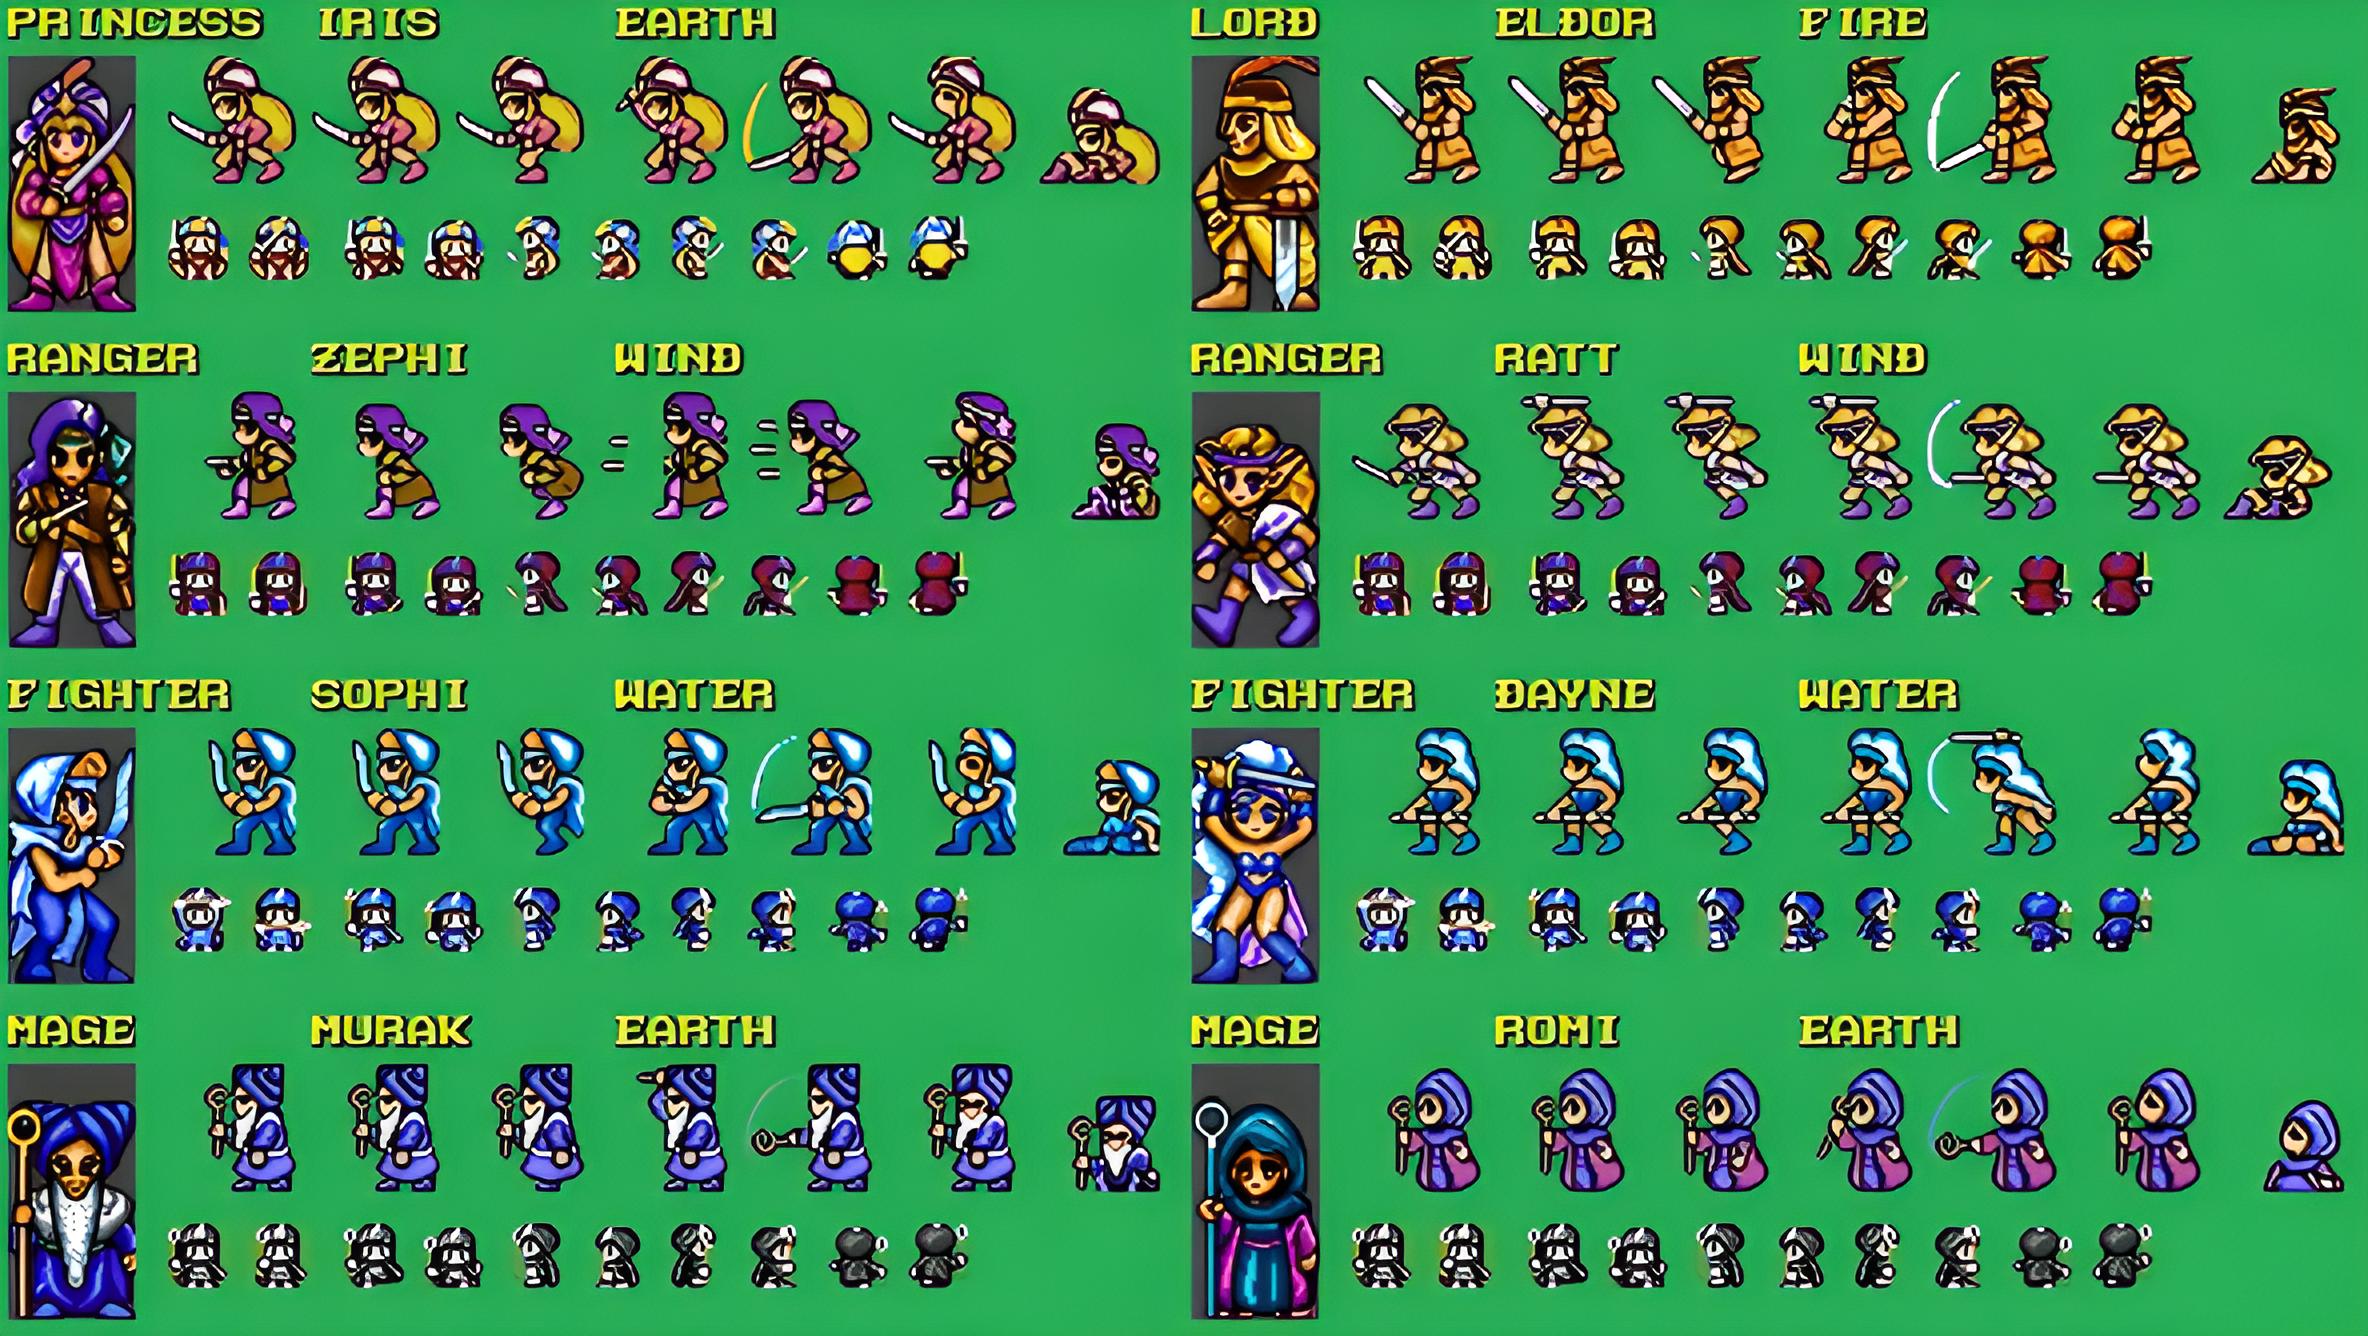 PRINCESS IRIS EARTH
LORD ELDOR FIRE
RANGER ZEPHI WIND
RANGER RATT WIND
FIGHTER SOPHI WATER
FIGHTER DAYNE WATER
MAGE MURAK EARTH
MAGE ROMI EARTH